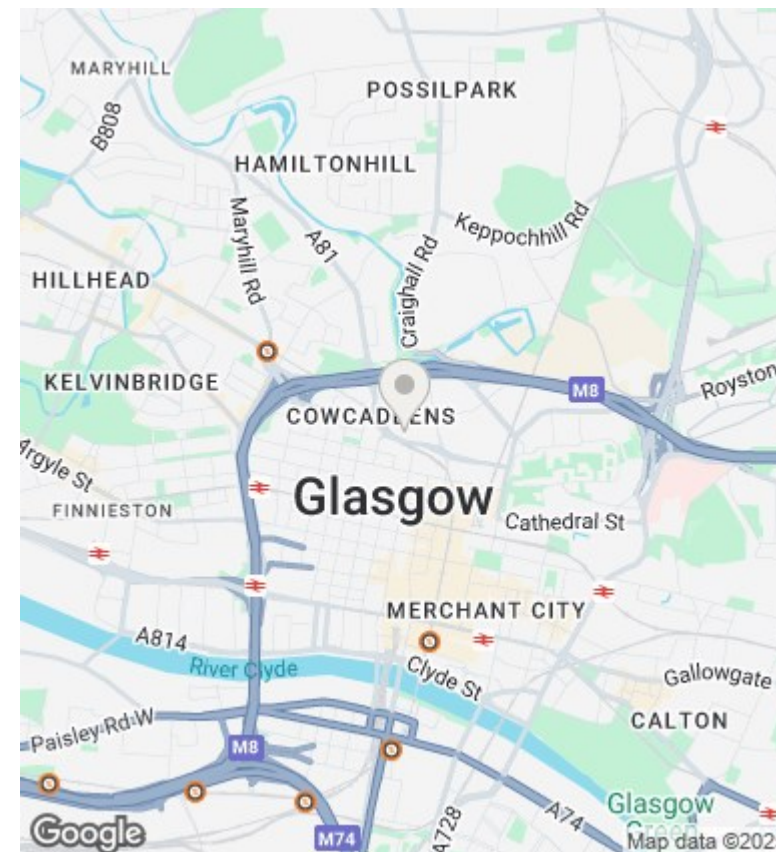 MARYHILL
POSSILPARK
B808
HAMILTONHILL
Maryhill Rd
A81
Keppochhill Rd
Craighall Rd
HILLHEAD
KELVINBRIDGE
M8
Royston
COWCADDENS
Argyle St
Glasgow
FINNIESTON
Cathedral St
MERCHANT CITY
A814
River Clyde
Clyde St
Gallowgate
Paisley Rd W
CALTON
M8
Glasgow
Green
A74
A728
M74
Google
Map data ©202